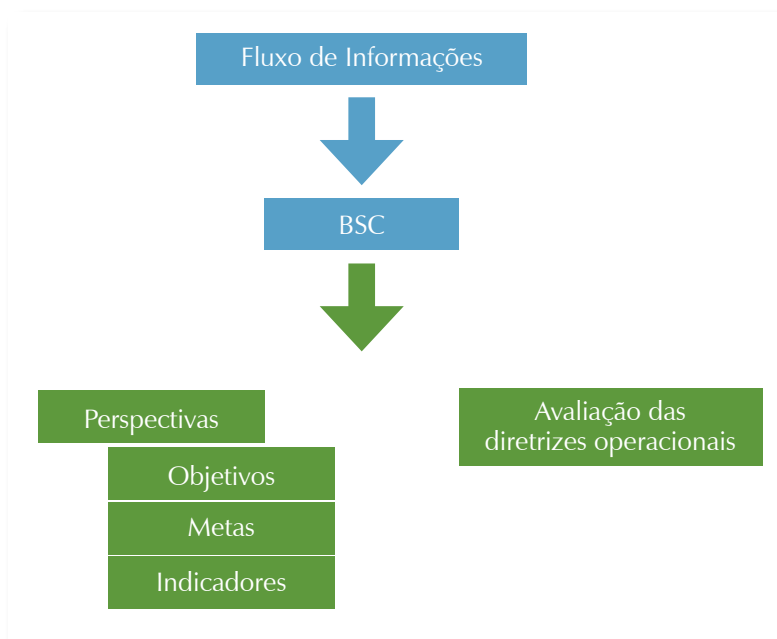 Fluxo de Informações
BSC
Perspectivas
Objetivos
Metas
Indicadores
Avaliação das
diretrizes operacionais